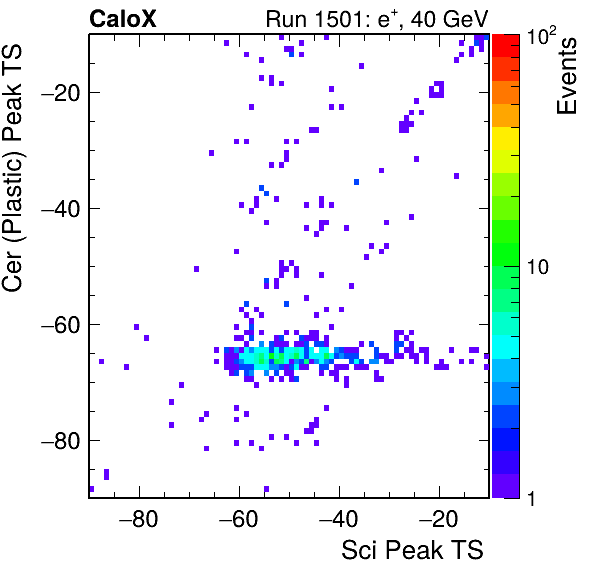 CaloX Run 1501: e⁺, 40 GeV
Cer (Plastic) Peak TS
−20
−40
−60
−80
−80 −60 −40 −20
Sci Peak TS
10²
10
1
Events